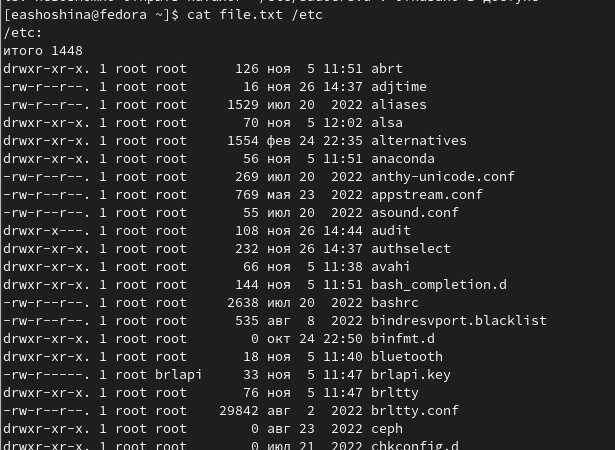 [eashoshina@fedora ~]$ cat file.txt /etc
/etc:
итого 1448
drwxr-xr-x. 1 root root 126 ноя 5 11:51 abrt
-rw-r--r--. 1 root root 16 ноя 26 14:37 adjtime
-rw-r--r--. 1 root root 1529 июл 20 2022 aliases
drwxr-xr-x. 1 root root 70 ноя 5 12:02 alsa
drwxr-xr-x. 1 root root 1554 фев 24 22:35 alternatives
drwxr-xr-x. 1 root root 56 ноя 5 11:51 anaconda
-rw-r--r--. 1 root root 269 июл 20 2022 anthy-unicode.conf
-rw-r--r--. 1 root root 769 мая 23 2022 appstream.conf
-rw-r--r--. 1 root root 55 июл 20 2022 asound.conf
drwxr-x---. 1 root root 108 ноя 26 14:44 audit
drwxr-xr-x. 1 root root 232 ноя 26 14:37 authselect
drwxr-xr-x. 1 root root 66 ноя 5 11:38 avahi
drwxr-xr-x. 1 root root 144 ноя 5 11:51 bash_completion.d
-rw-r--r--. 1 root root 2638 июл 20 2022 bashrc
-rw-r--r--. 1 root root 535 авг 8 2022 bindresvport.blacklist
drwxr-xr-x. 1 root root 0 окт 24 22:50 binfmt.d
drwxr-xr-x. 1 root root 18 ноя 5 11:40 bluetooth
-rw-r-----. 1 root brlapi 33 ноя 5 11:47 brlapi.key
drwxr-xr-x. 1 root root 76 ноя 5 11:47 brltty
-rw-r--r--. 1 root root 29842 авг 2 2022 brltty.conf
drwxr-xr-x. 1 root root 0 авг 23 2022 ceph
drwxr-xr-x. 1 root root 0 июл 21 2022 chkconfig.d